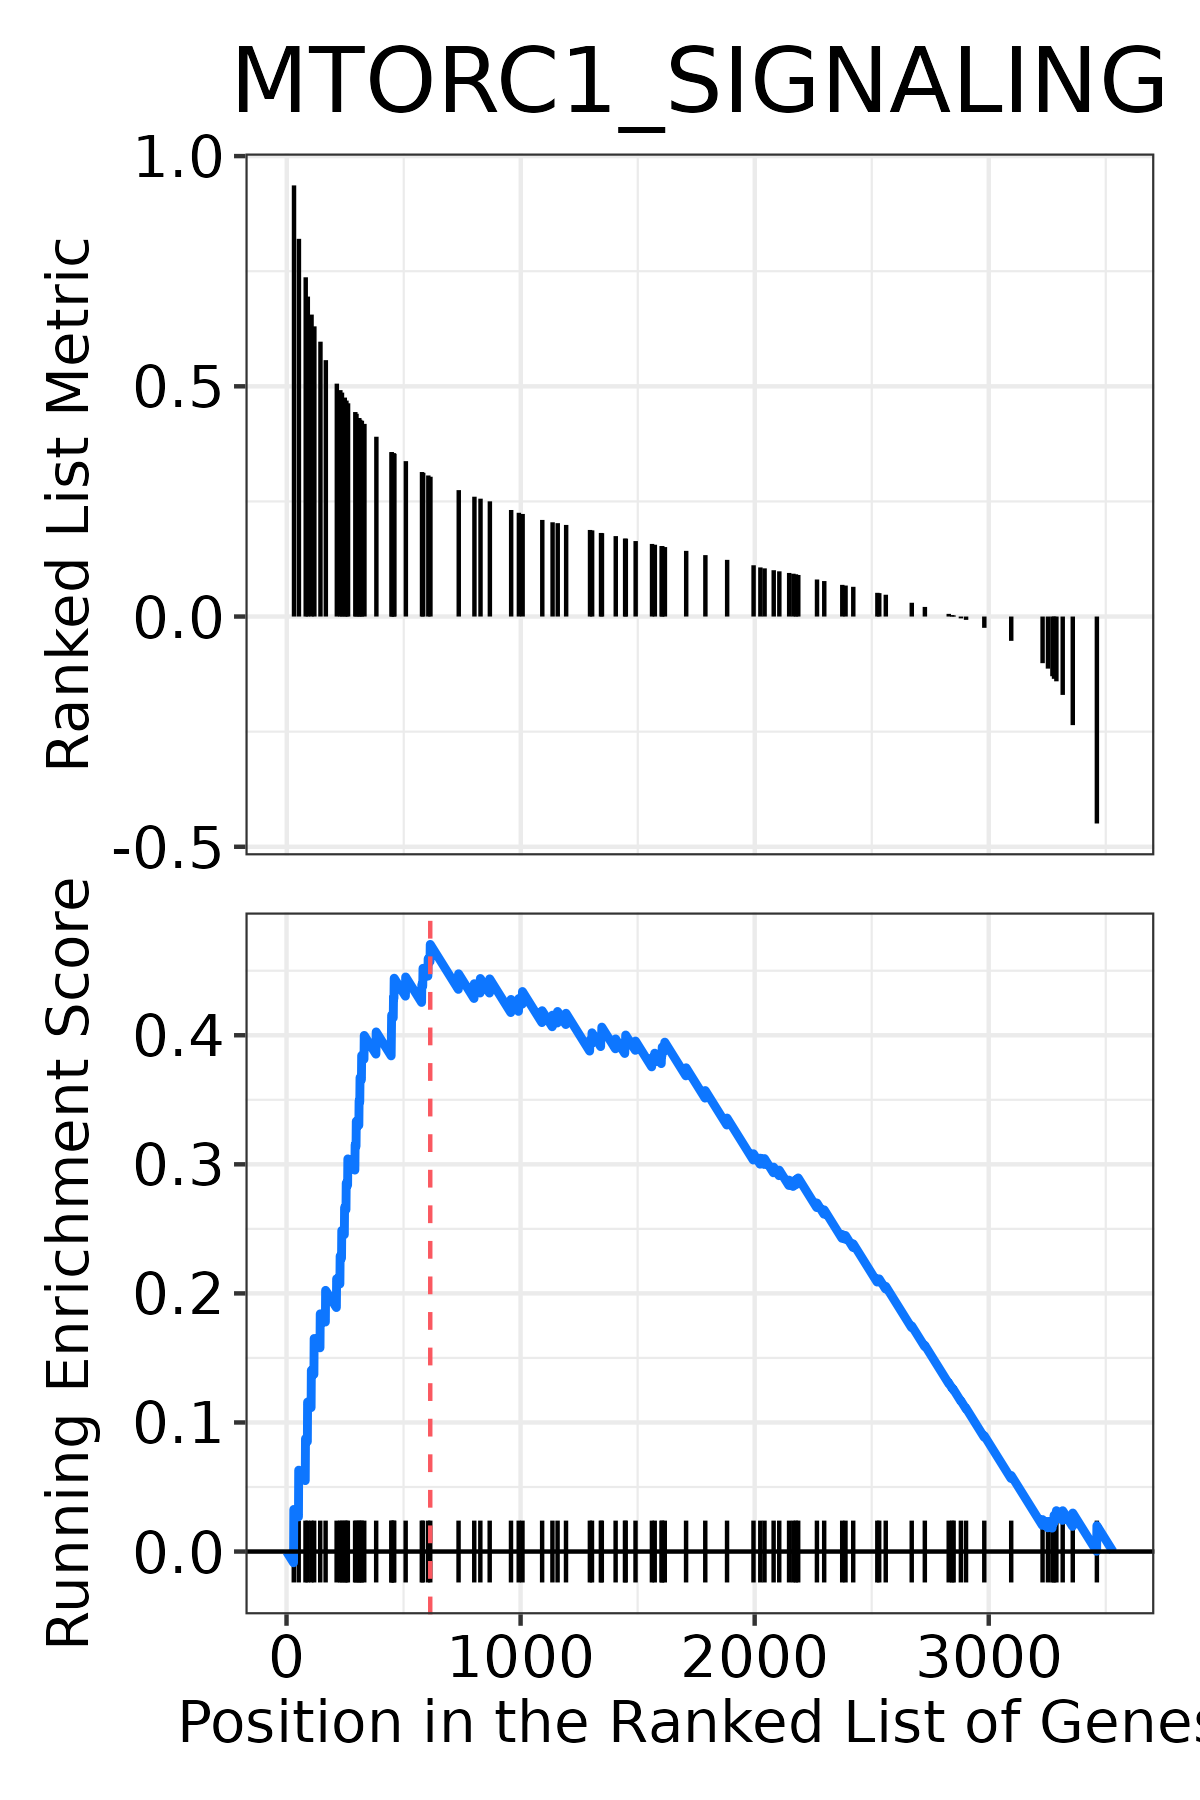 MTORC1_SIGNALING
Ranked List Metric
1.0
0.5
0.0
-0.5
Running Enrichment Score
0.4
0.3
0.2
0.1
0.0
0 1000 2000 3000
Position in the Ranked List of Genes